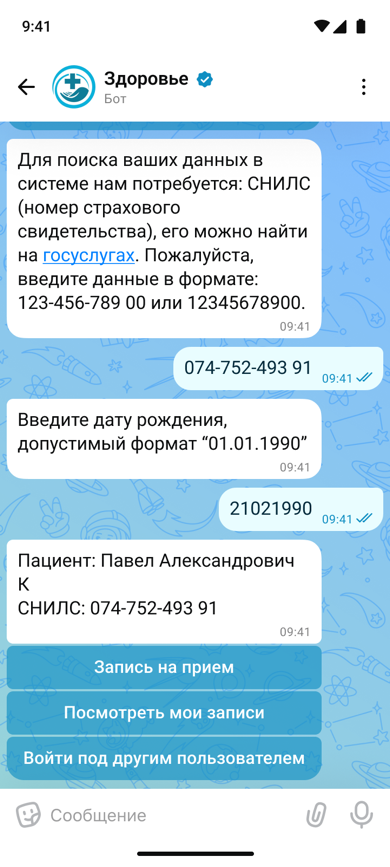 9:41
Здоровье
Бот
Для поиска ваших данных в
системе нам потребуется: СНИЛС
(номер страхового
свидетельства), его можно найти
на госуслугах. Пожалуйста,
введите данные в формате:
123-456-789 00 или 12345678900.
09:41
074-752-493 91
09:41
Введите дату рождения,
допустимый формат “01.01.1990”
09:41
21021990
09:41
Пациент: Павел Александрович
К
СНИЛС: 074-752-493 91
09:41
Запись на прием
Посмотреть мои записи
Войти под другим пользователем
Сообщение